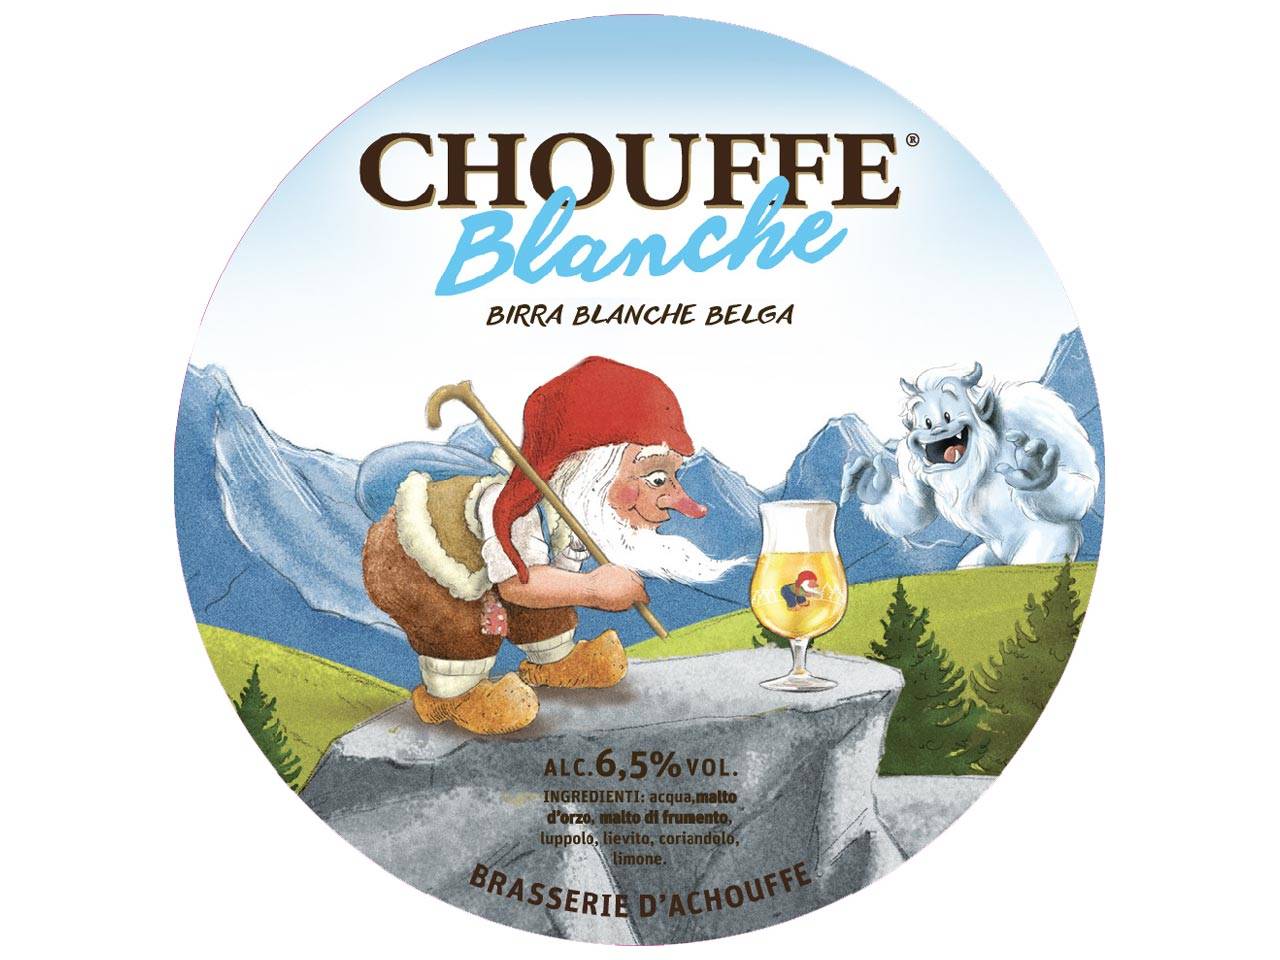 CHOUFFE®
Blanche
BIRRA BLANCHE BELGA
ALC. 6,5% VOL.
INGREDIENTI: acqua, malto
d'orzo, malto di frumento,
luppolo, lievito, coriandolo,
limone.
BRASSERIE D'ACHOUFFE